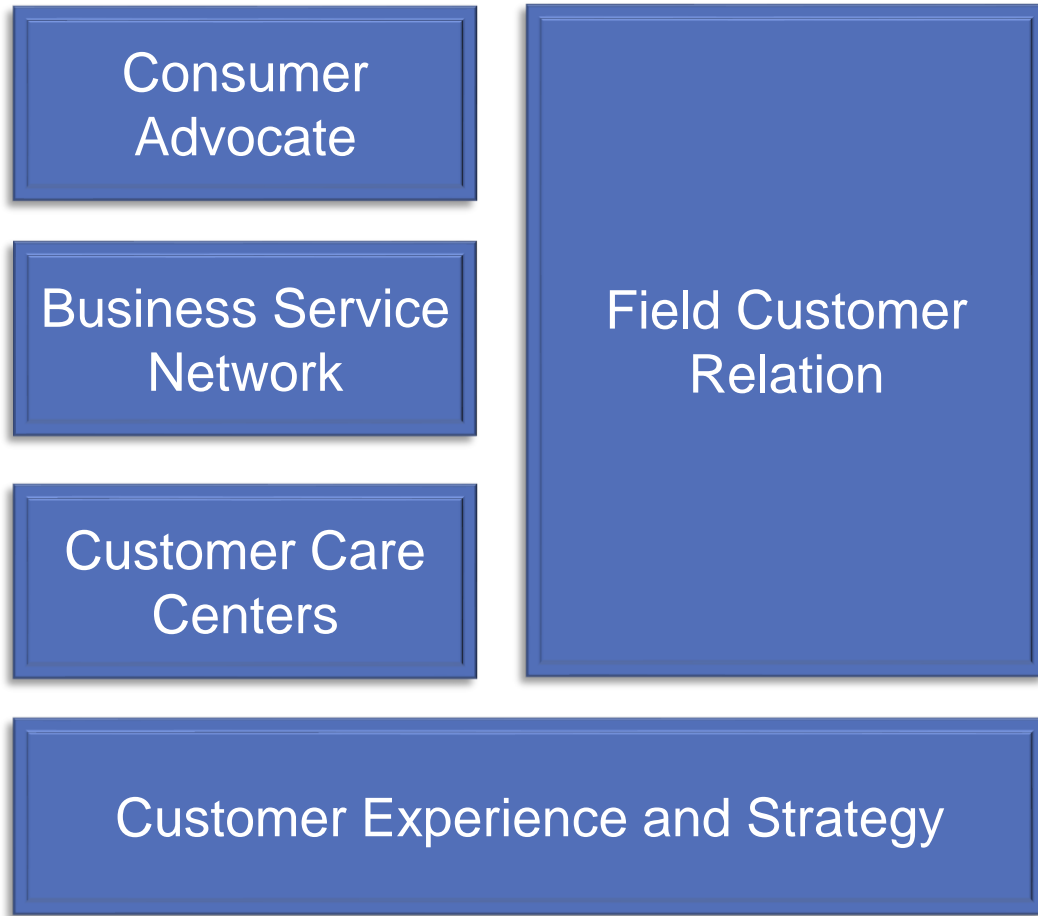 Consumer
Advocate
Business Service
Network
Customer Care
Centers
Field Customer
Relation
Customer Experience and Strategy